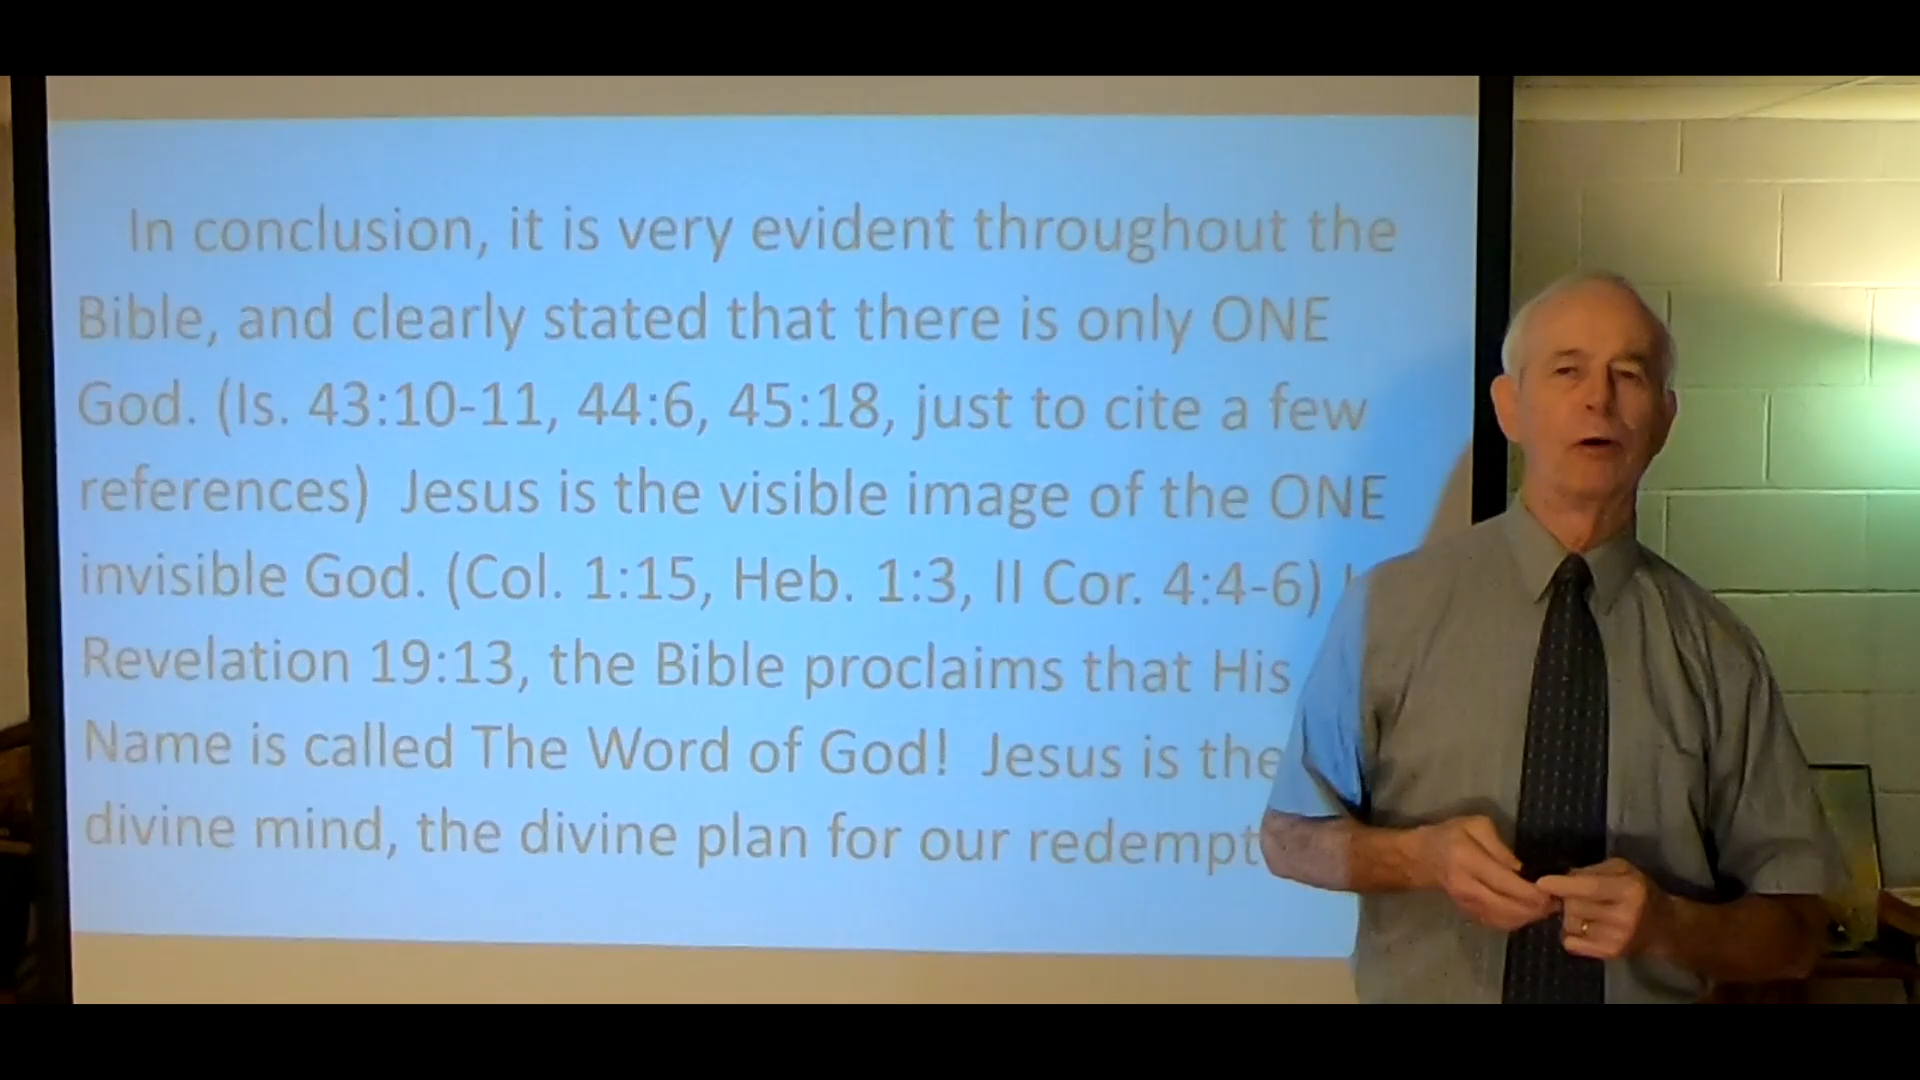 In conclusion, it is very evident throughout the
Bible, and clearly stated that there is only ONE
God. (Is. 43:10-11, 44:6, 45:18, just to cite a few
references) Jesus is the visible image of the ONE
invisible God. (Col. 1:15, Heb. 1:3, II Cor. 4:4-6)
Revelation 19:13, the Bible proclaims that His
Name is called The Word of God! Jesus is the
divine mind, the divine plan for our redempt